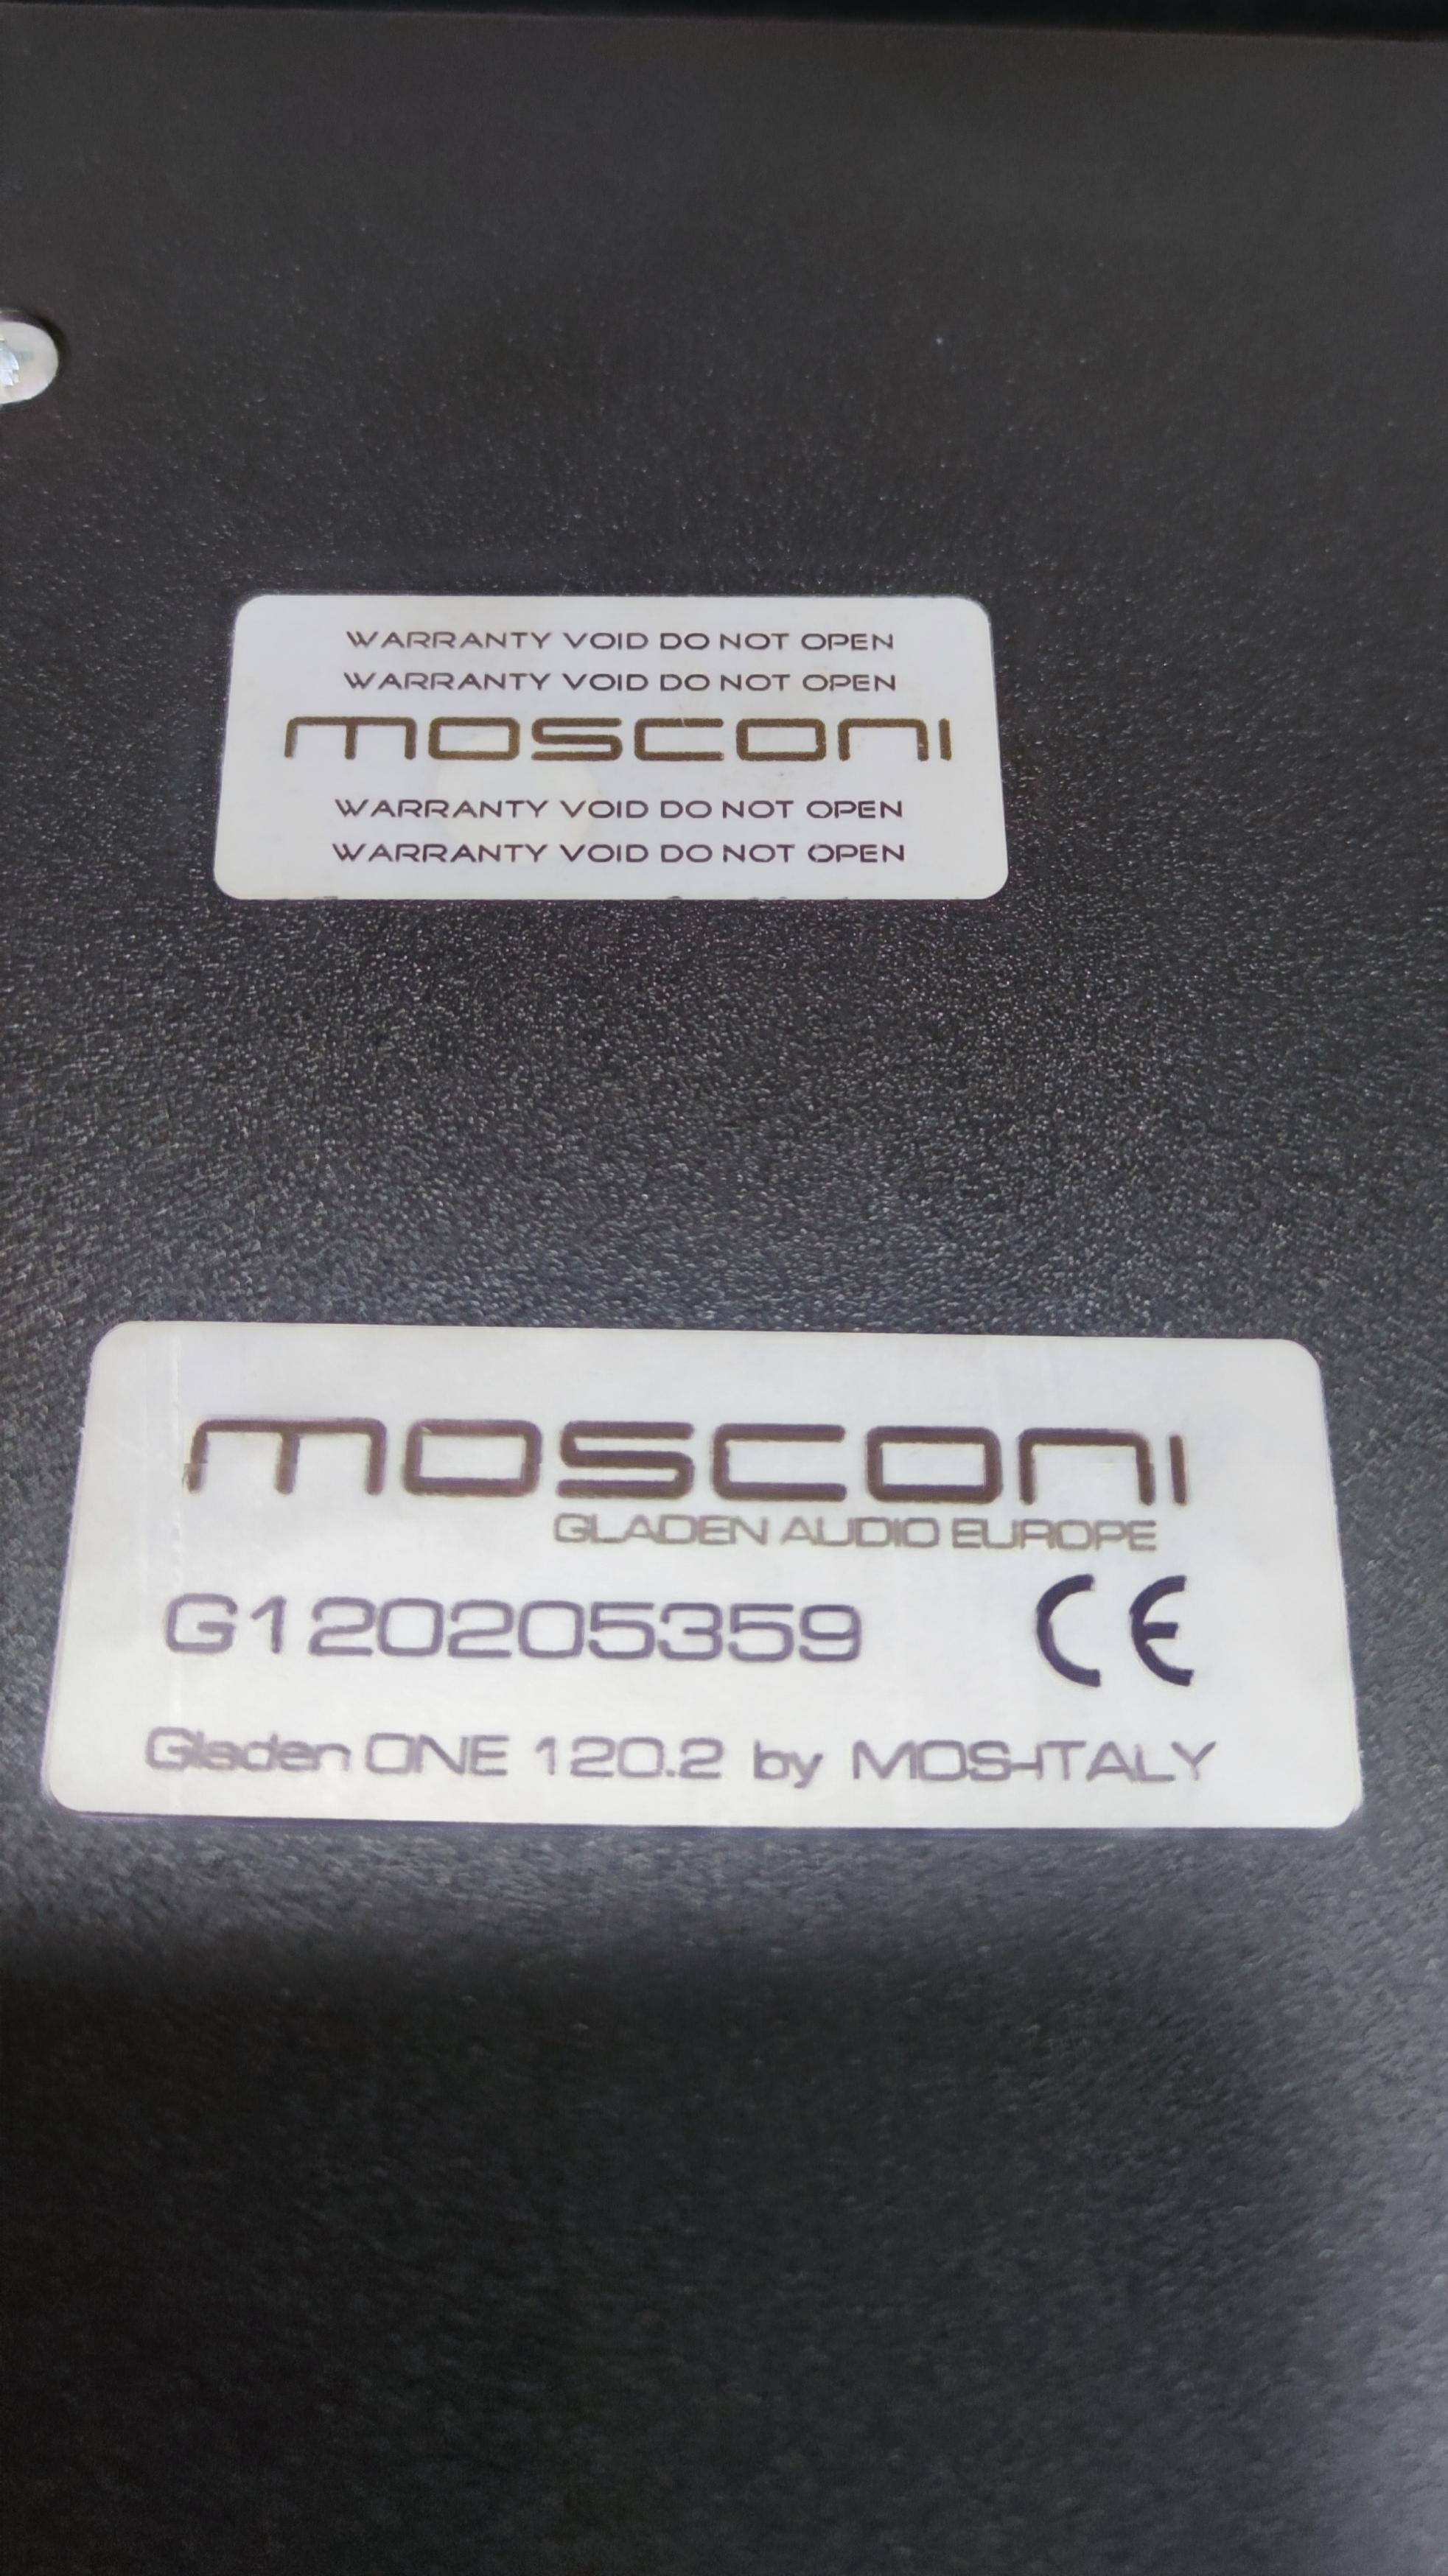 WARRANTY VOID DO NOT OPEN
WARRANTY VOID DO NOT OPEN
mosconi
WARRANTY VOID DO NOT OPEN
WARRANTY VOID DO NOT OPEN
mosconi
GLADEN AUDIO EUROPE
G120205359 CE
Gladen ONE 120.2 by MOS-ITALY